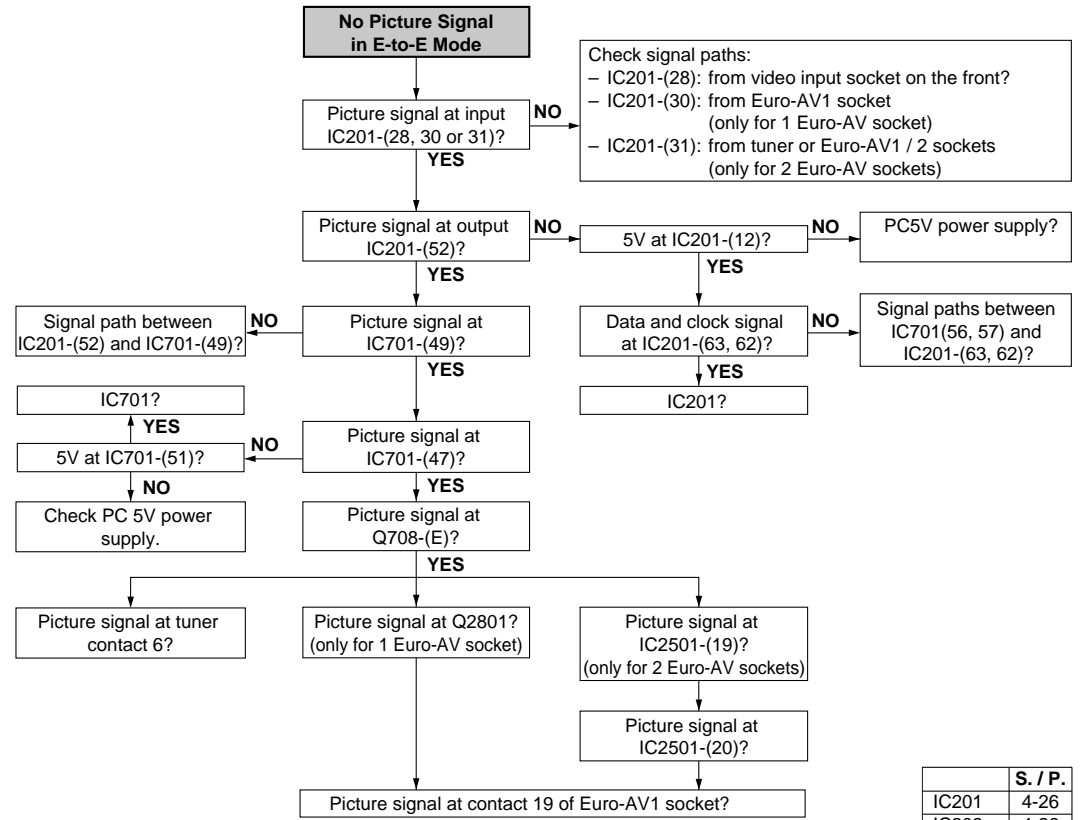 No Picture Signal
in E-to-E Mode
Check signal paths:
– IC201-(28): from video input socket on the front?
– IC201-(30): from Euro-AV1 socket
(only for 1 Euro-AV socket)
– IC201-(31): from tuner or Euro-AV1 / 2 sockets
(only for 2 Euro-AV sockets)
Picture signal at input
IC201-(28, 30 or 31)?
NO
YES
Picture signal at output
IC201-(52)?
NO
5V at IC201-(12)?
NO
PC5V power supply?
YES
YES
Signal path between
IC201-(52) and IC701-(49)?
NO
Picture signal at
IC701-(49)?
Data and clock signal
at IC201-(63, 62)?
NO
Signal paths between
IC701(56, 57) and
IC201-(63, 62)?
YES
YES
IC701?
IC201?
YES
5V at IC701-(51)?
NO
Picture signal at
IC701-(47)?
NO
YES
Check PC 5V power
supply.
Picture signal at
Q708-(E)?
YES
Picture signal at tuner
contact 6?
Picture signal at Q2801?
(only for 1 Euro-AV socket)
Picture signal at
IC2501-(19)?
(only for 2 Euro-AV sockets)
Picture signal at
IC2501-(20)?
Picture signal at contact 19 of Euro-AV1 socket?
S. / P.
IC201 4-26